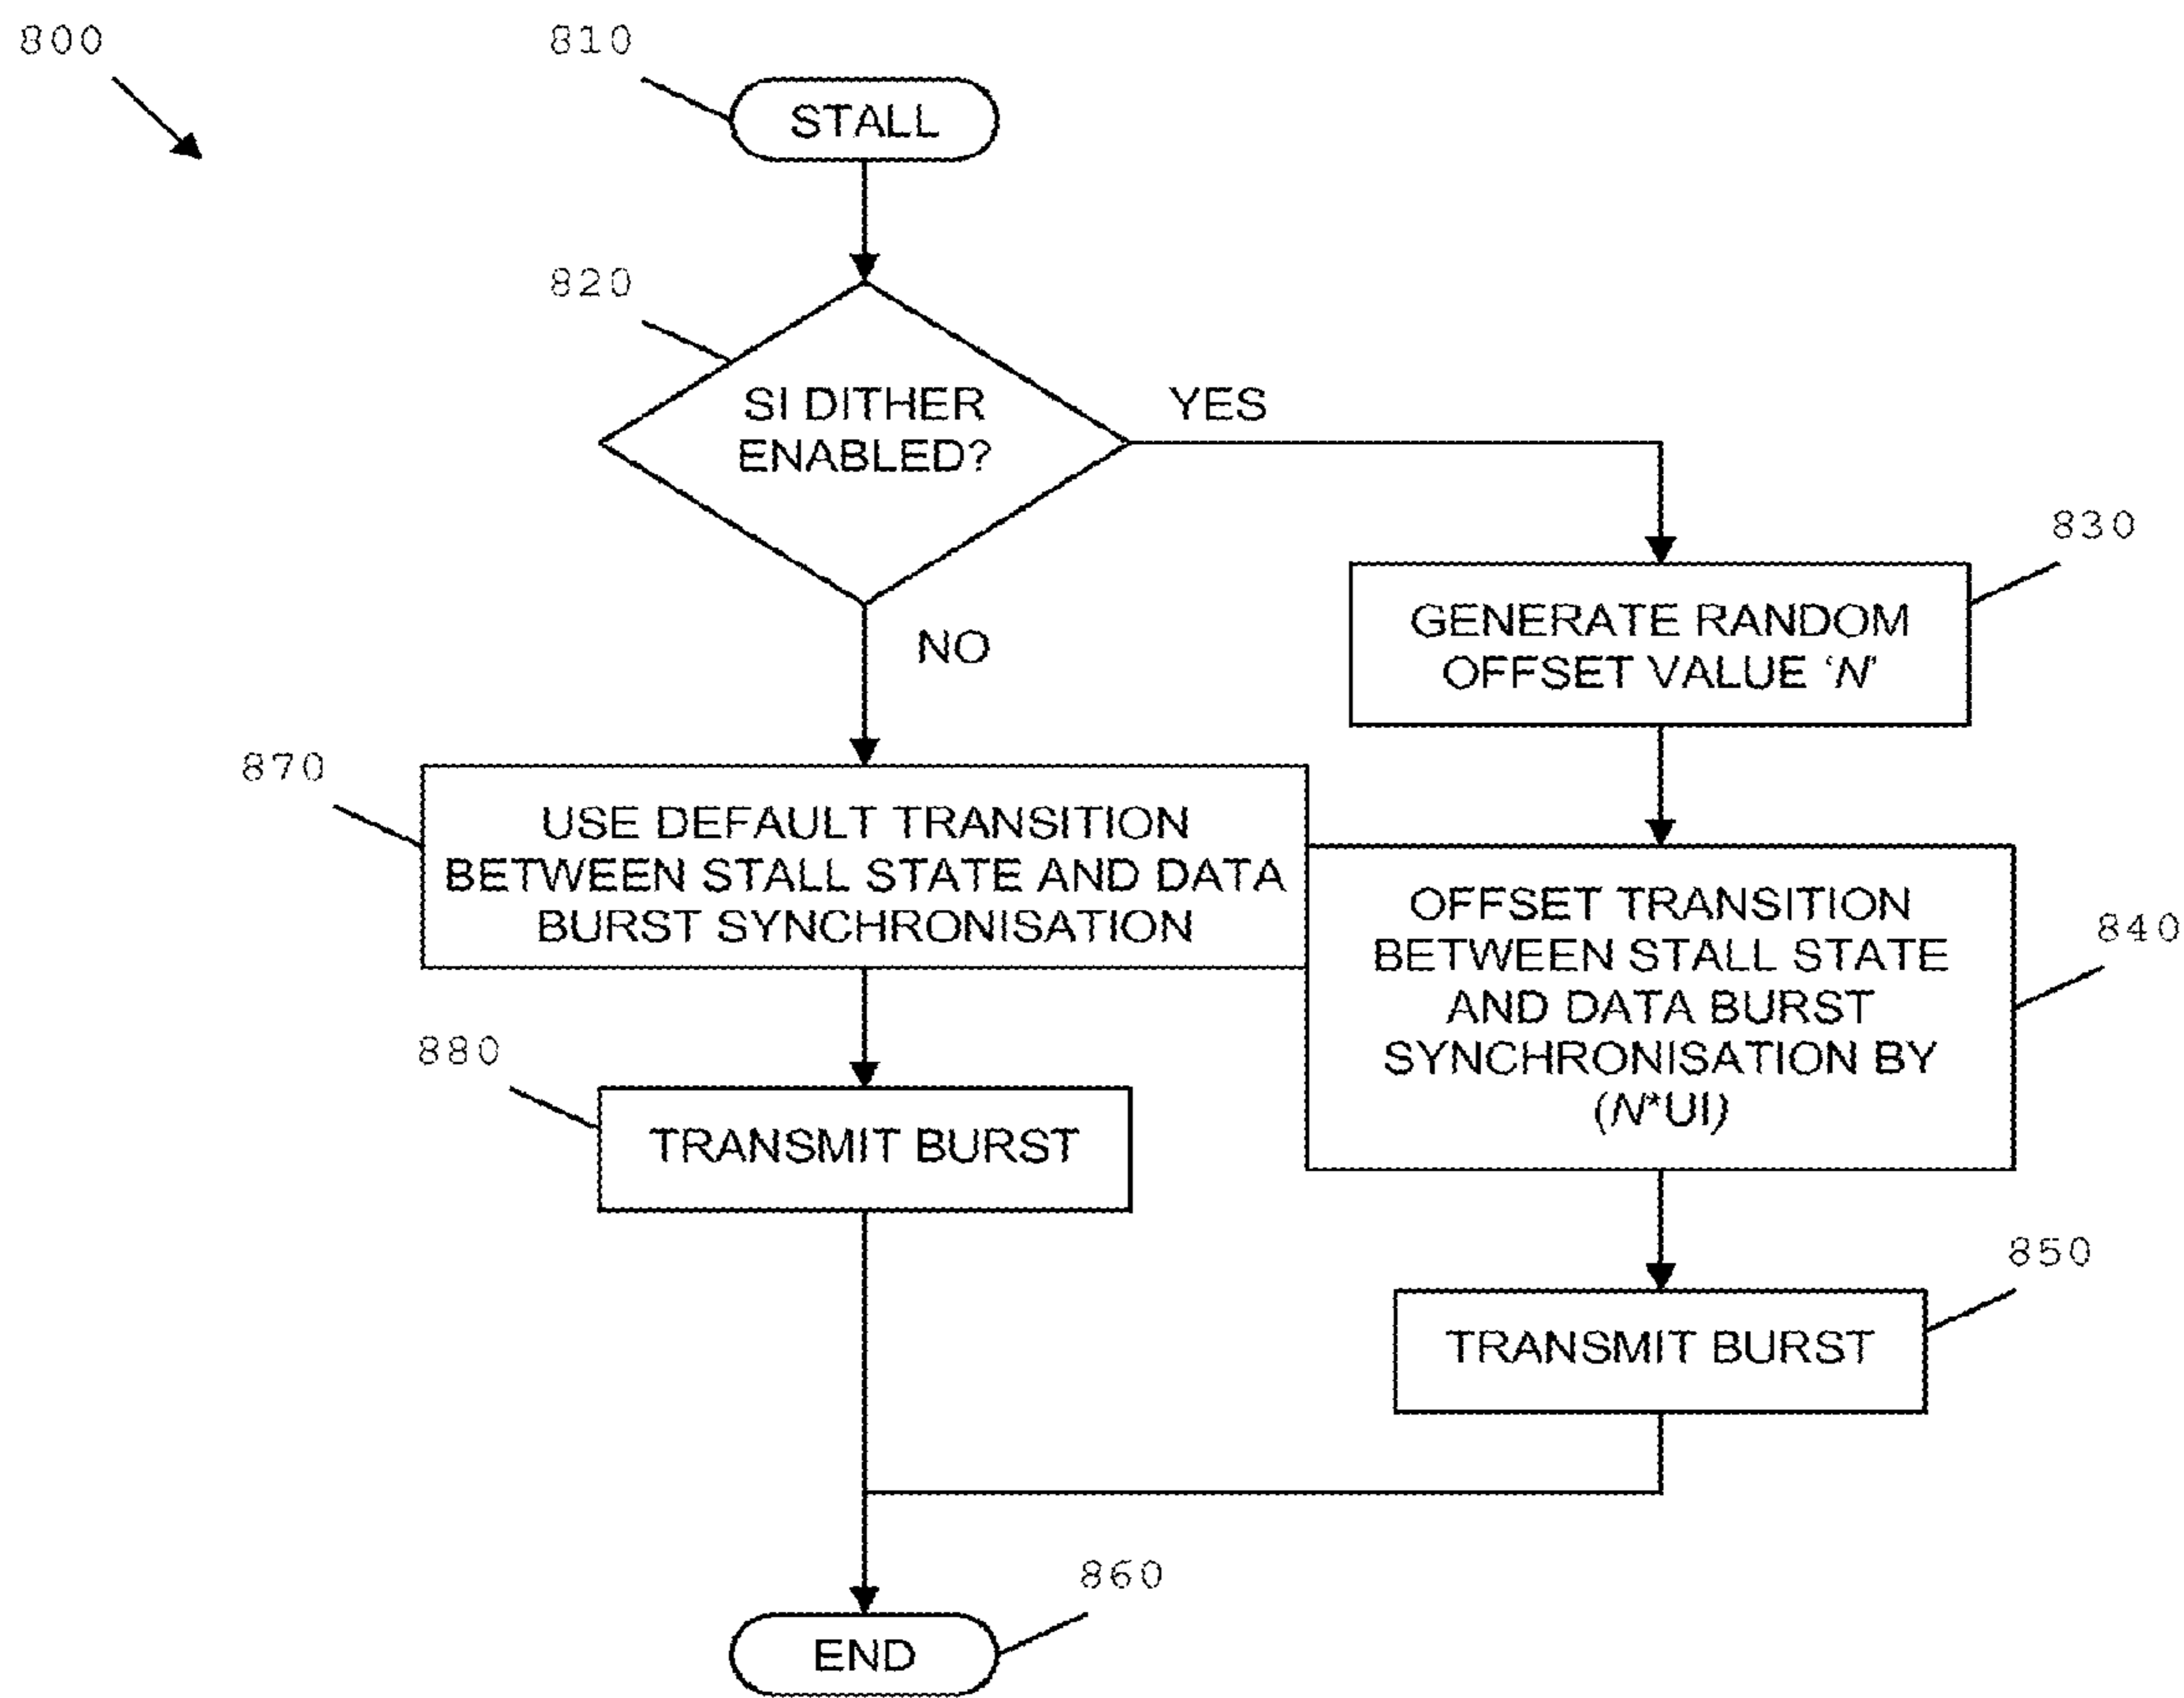 800
810
STALL
820
SI DITHER
ENABLED?
YES
NO
830
GENERATE RANDOM
OFFSET VALUE ‘N’
870
USE DEFAULT TRANSITION
BETWEEN STALL STATE AND DATA
BURST SYNCHRONISATION
840
OFFSET TRANSITION
BETWEEN STALL STATE
AND DATA BURST
SYNCHRONISATION BY
(N*UI)
880
TRANSMIT BURST
850
TRANSMIT BURST
860
END